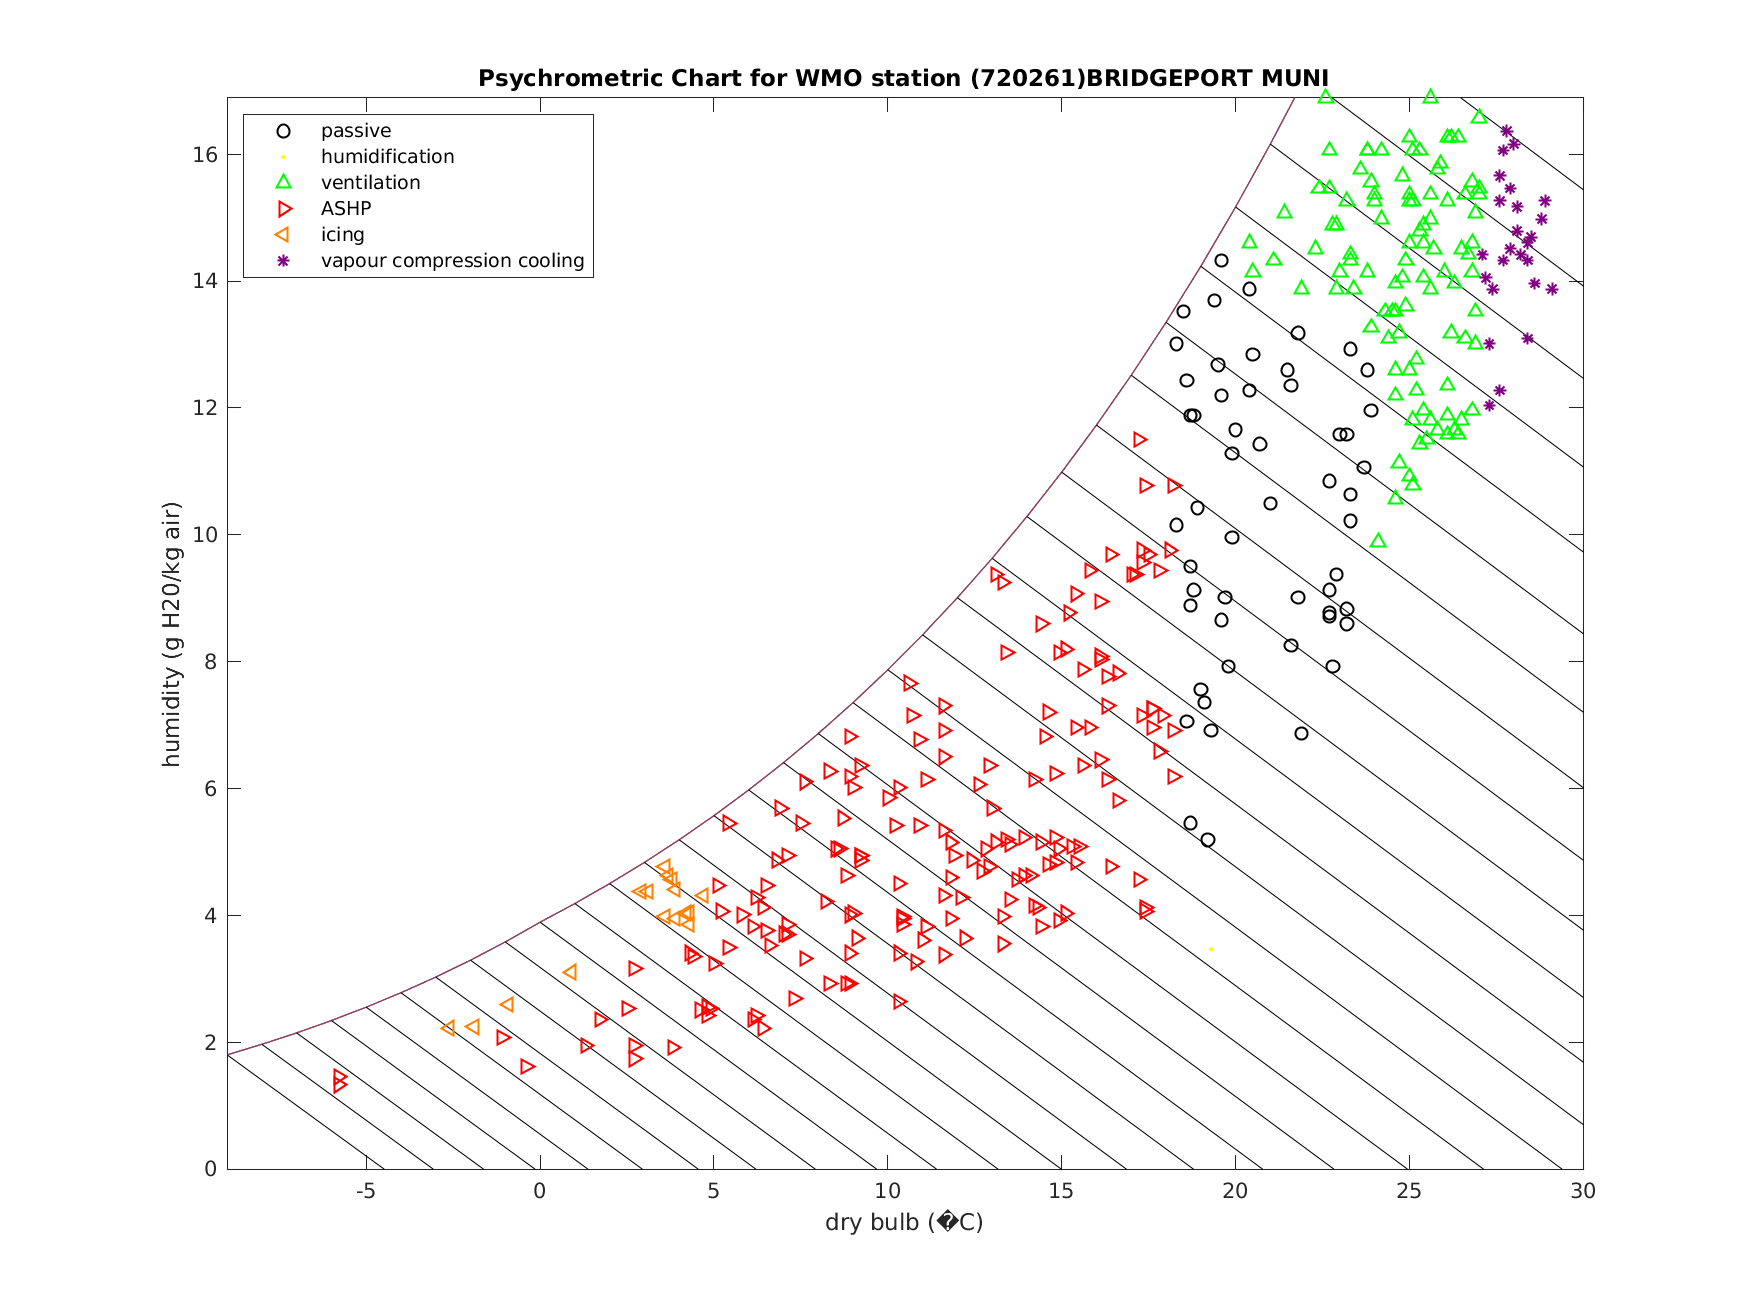 Psychrometric Chart for WMO station (720261)BRIDGEPORT MUNI
passive
humidification
ventilation
ASHP
icing
vapour compression cooling
humidity (g H20/kg air)
16
14
12
10
8
6
4
2
0
-5 0 5 10 15 20 25 30
dry bulb (�C)